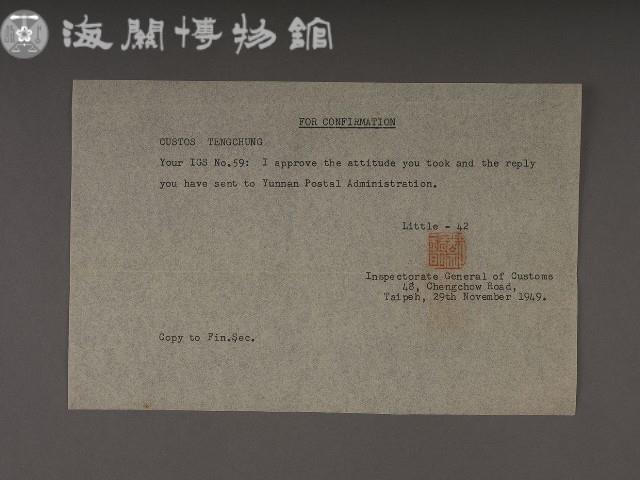 海關博物館
FOR CONFIRMATION
CUSTOS TENGCHUNG
Your IGS No.59: I approve the attitude you took and the reply
you have sent to Yunnan Postal Administration.
Little - 42
Inspectorate General of Customs
48, Chengchow Road,
Taipeh, 29th November 1949.
Copy to Fin.Sec.